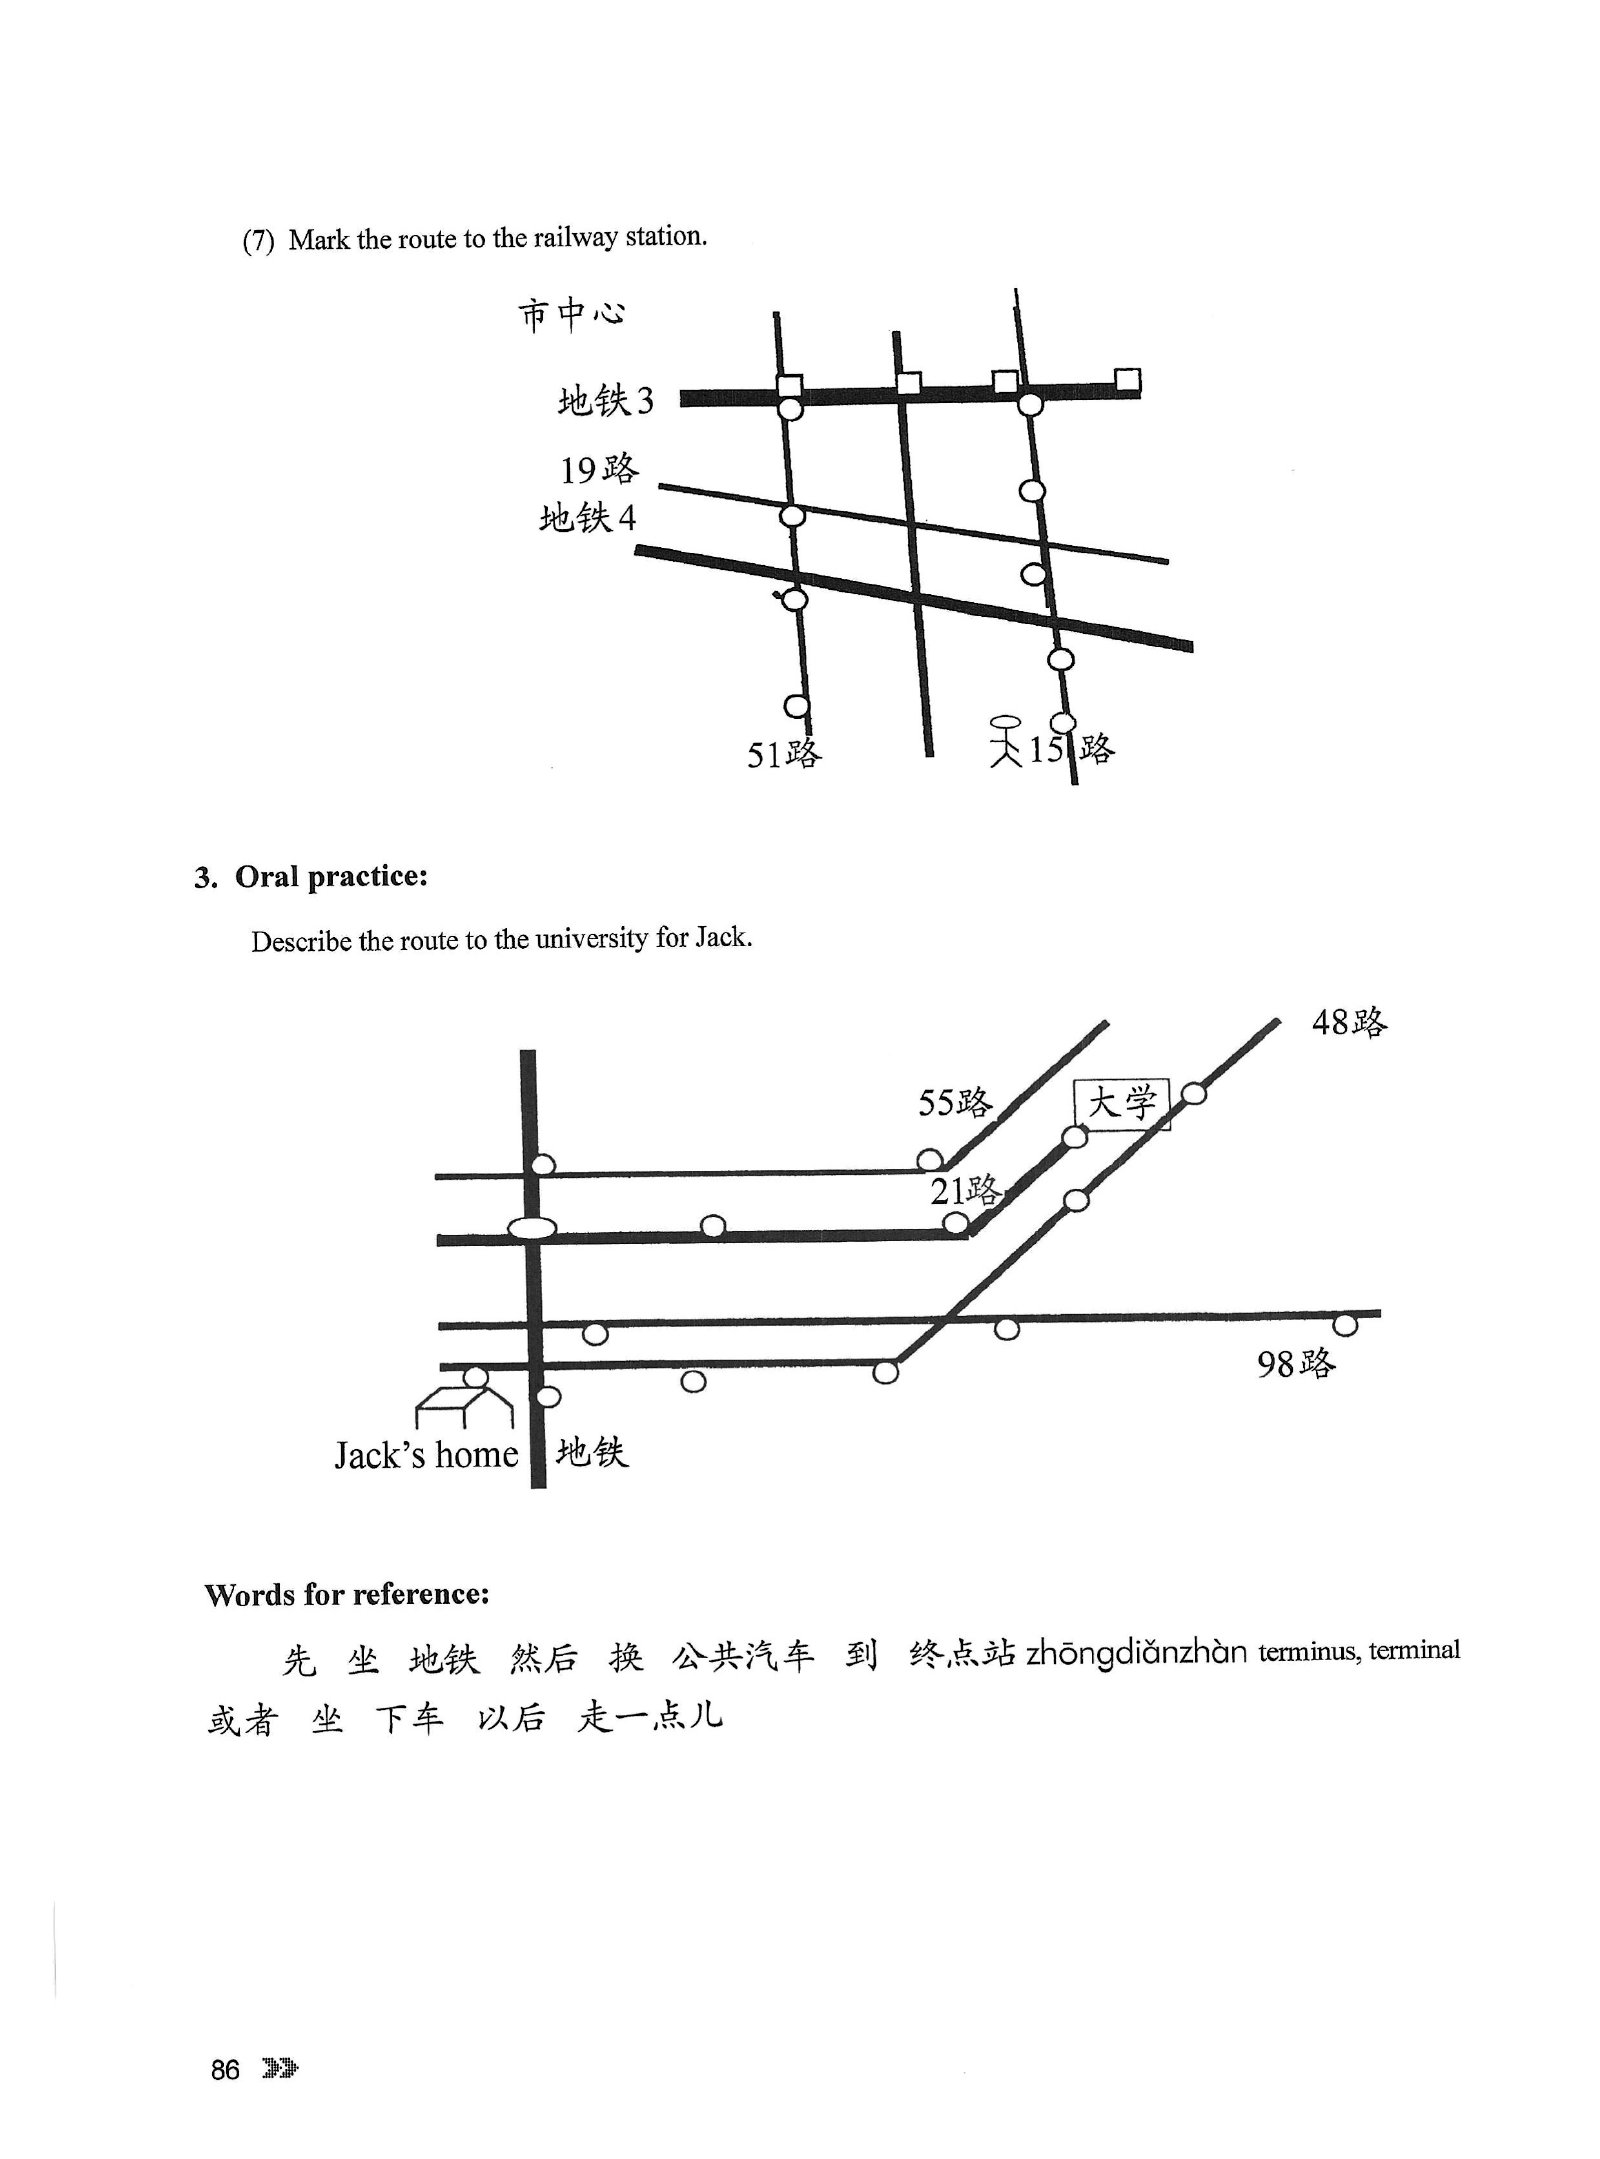 (7) Mark the route to the railway station.
市中心
地铁3
19路
地铁4
51路
15路
3. Oral practice:
Describe the route to the university for Jack.
48路
55路
大学
21路
98路
Jack's home
地铁
Words for reference:
先 坐 地铁 然后 换 公共汽车 到 终点站 zhōngdiǎnzhàn terminus, terminal
或者 坐 下车 以后 走一点儿
86